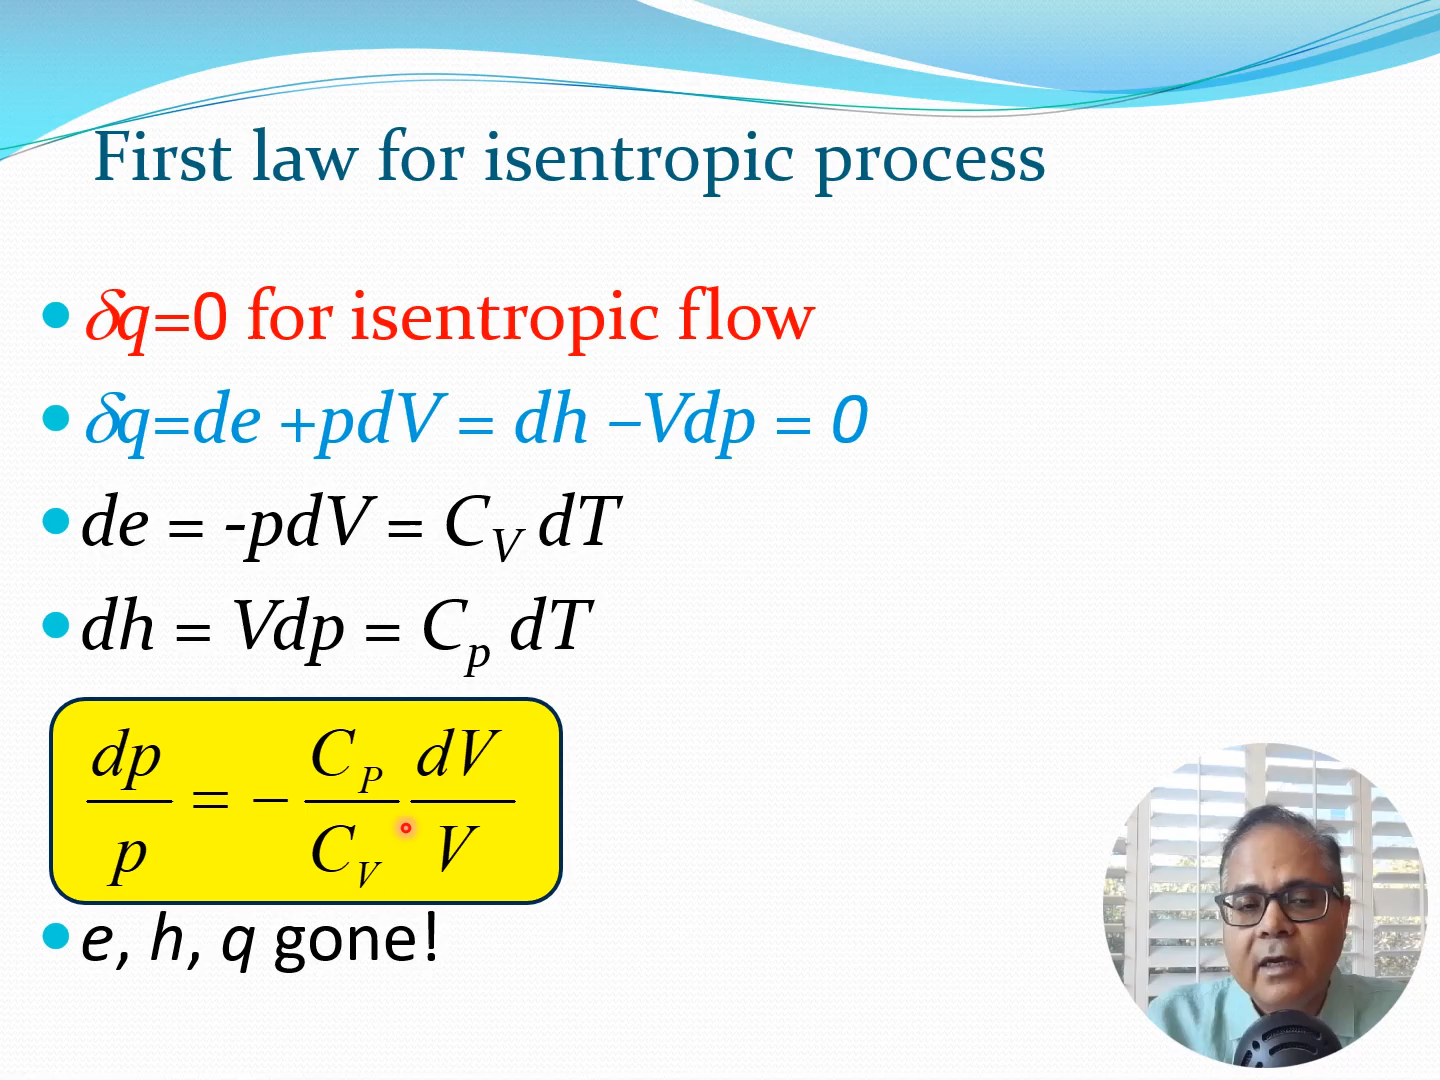 First law for isentropic process
• δq=0 for isentropic flow
• δq=de +pdV = dh –Vdp = 0
• de = -pdV = C_V dT
• dh = Vdp = C_p dT
dp/p = − C_P/C_V dV/V
• e, h, q gone!